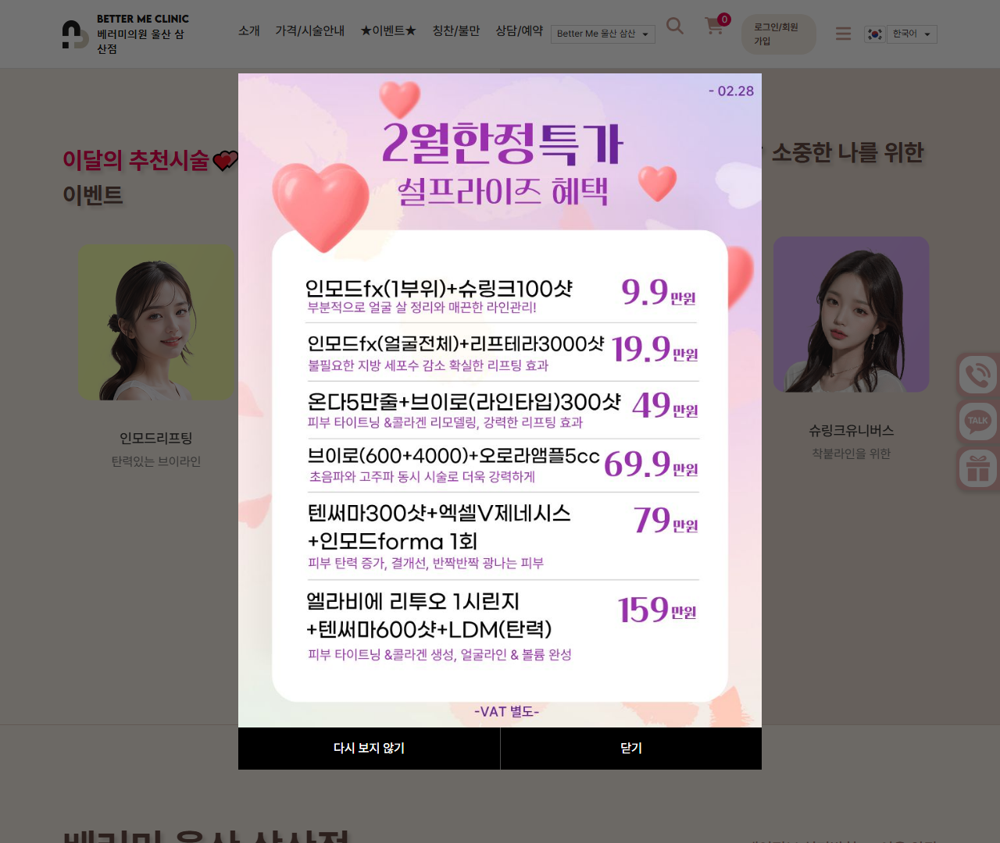 BETTER ME CLINIC
베러미의원 울산 삼
산점
소개
가격/시술안내
★이벤트★
칭찬/불만
상담/예약
Better Me 울산 삼산
0
로그인/회원
가입
한국어
이달의 추천시술
소중한 나를 위한
이벤트
인모드리프팅
탄력있는 브이라인
슈링크유니버스
착붙라인을 위한
TALK
- 02.28
2월한정특가
설프라이즈 혜택
인모드fx(1부위)+슈링크100샷
9.9만원
부분적으로 얼굴 살 정리와 매끈한 라인관리!
인모드fx(얼굴전체)+리프테라3000샷
19.9만원
불필요한 지방 세포수 감소 확실한 리프팅 효과
온다5만줄+브이로(라인타입)300샷
49만원
피부 타이트닝 &콜라겐 리모델링, 강력한 리프팅 효과
브이로(600+4000)+오로라앰플5cc
69.9만원
초음파와 고주파 동시 시술로 더욱 강력하게
텐써마300샷+엑셀V제네시스
+인모드forma 1회
79만원
피부 탄력 증가, 결개선, 반짝반짝 광나는 피부
엘라비에 리투오 1시린지
+텐써마600샷+LDM(탄력)
159만원
피부 타이트닝 &콜라겐 생성, 얼굴라인 & 볼륨 완성
-VAT 별도-
다시 보지 않기
닫기
베러미 울산 삼산점